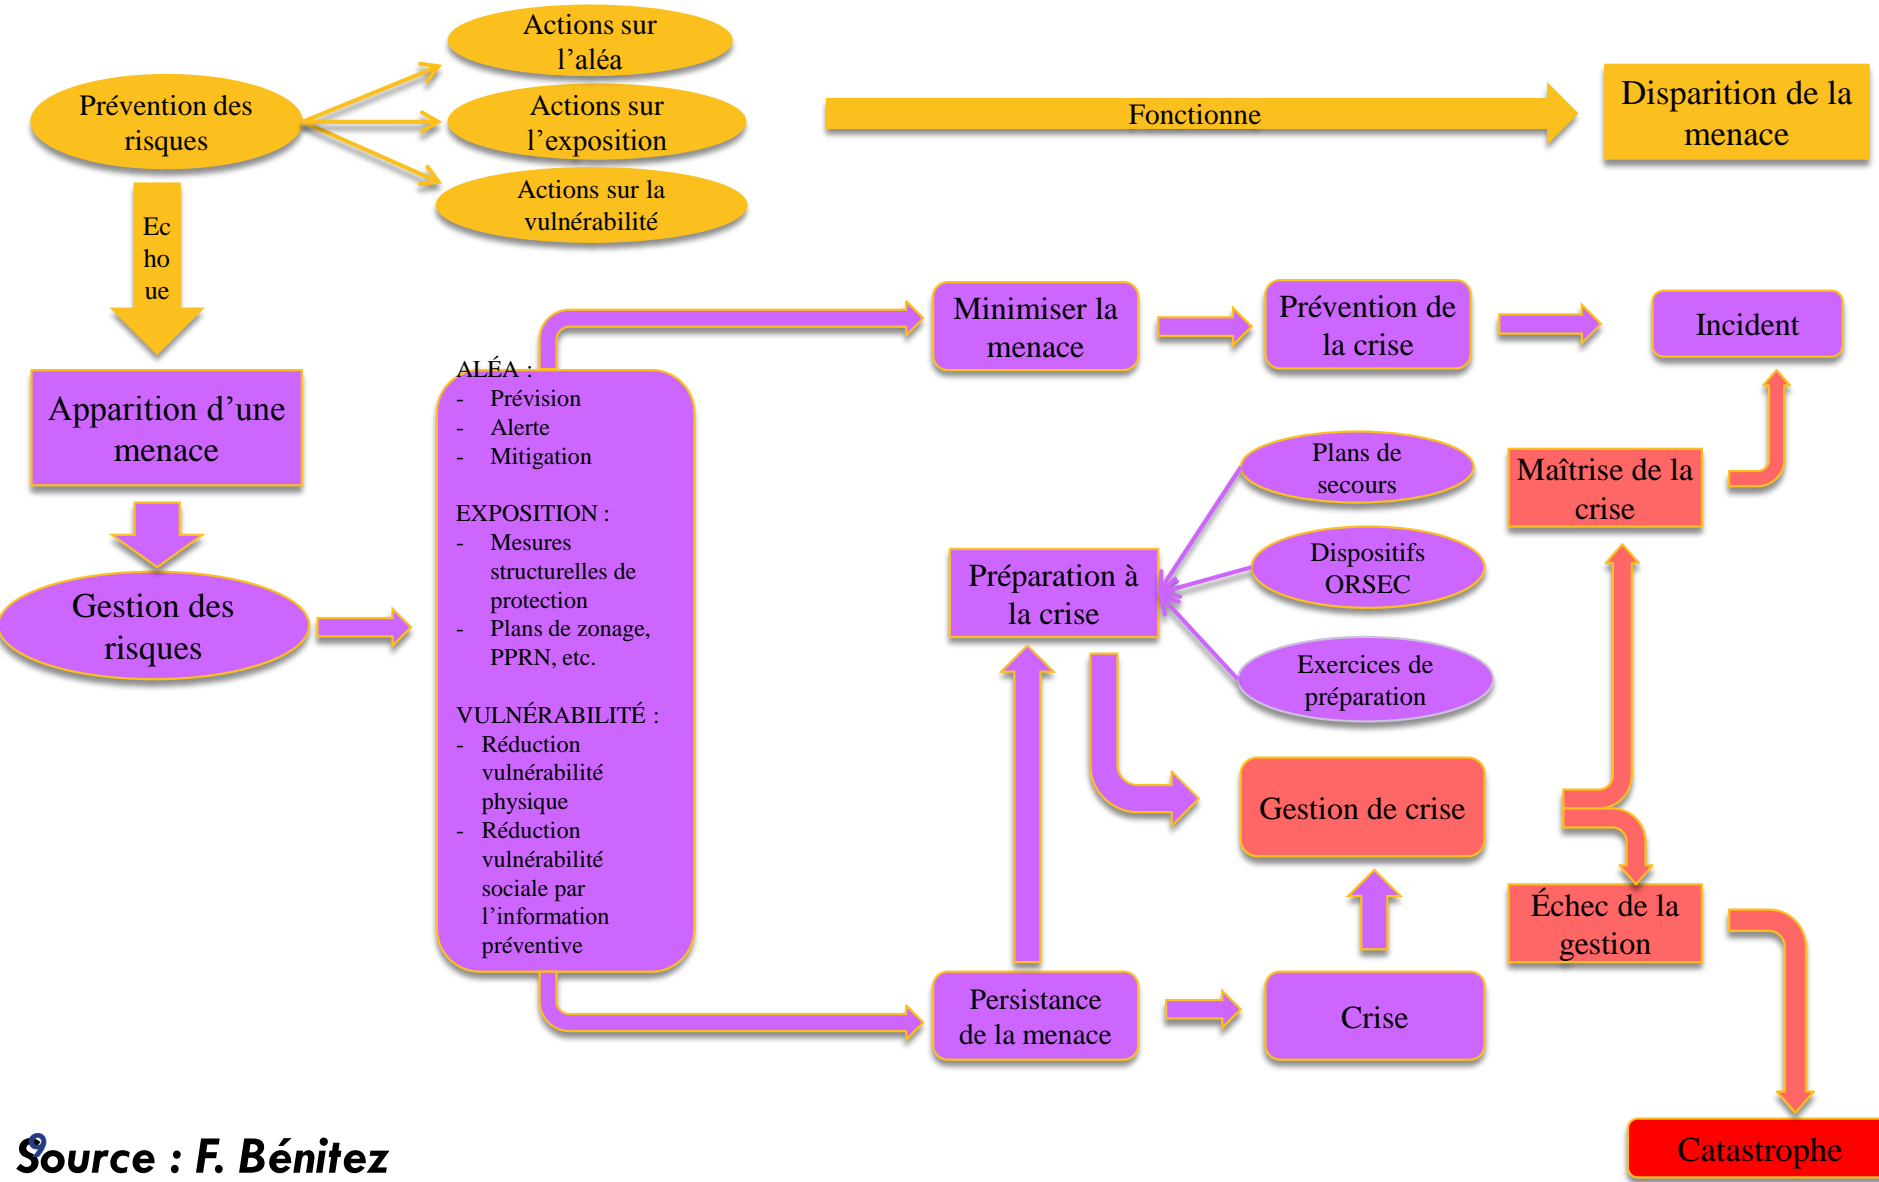 Actions sur
l’aléa
Prévention des
risques
Actions sur
l’exposition
Actions sur la
vulnérabilité
Fonctionne
Disparition de la
menace
Ec
ho
ue
Apparition d’une
menace
Gestion des
risques
ALÉA :
- Prévision
- Alerte
- Mitigation
EXPOSITION :
- Mesures
structurelles de
protection
- Plans de zonage,
PPRN, etc.
VULNÉRABILITÉ :
- Réduction
vulnérabilité
physique
- Réduction
vulnérabilité
sociale par
l’information
préventive
Minimiser la
menace
Prévention de
la crise
Incident
Plans de
secours
Maîtrise de la
crise
Préparation à
la crise
Dispositifs
ORSEC
Exercices de
préparation
Gestion de crise
Échec de la
gestion
Persistance
de la menace
Crise
Catastrophe
9
Source : F. Bénitez